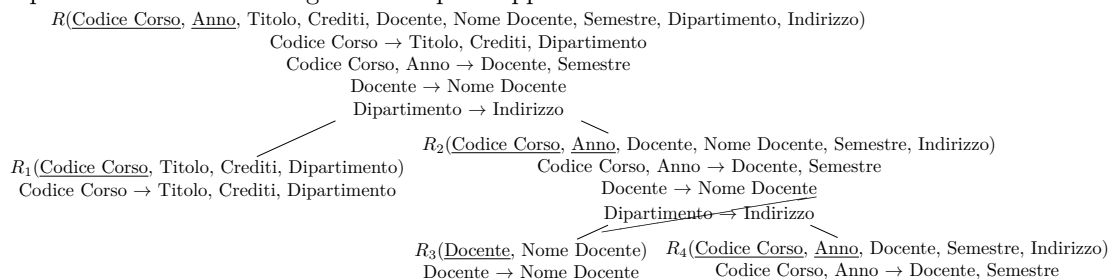 R(Codice Corso, Anno, Titolo, Crediti, Docente, Nome Docente, Semestre, Dipartimento, Indirizzo)
Codice Corso → Titolo, Crediti, Dipartimento
Codice Corso, Anno → Docente, Semestre
Docente → Nome Docente
Dipartimento → Indirizzo
R1(Codice Corso, Titolo, Crediti, Dipartimento)
Codice Corso → Titolo, Crediti, Dipartimento
R2(Codice Corso, Anno, Docente, Nome Docente, Semestre, Indirizzo)
Codice Corso, Anno → Docente, Semestre
Docente → Nome Docente
Dipartimento → Indirizzo
R3(Docente, Nome Docente)
Docente → Nome Docente
R4(Codice Corso, Anno, Docente, Semestre, Indirizzo)
Codice Corso, Anno → Docente, Semestre